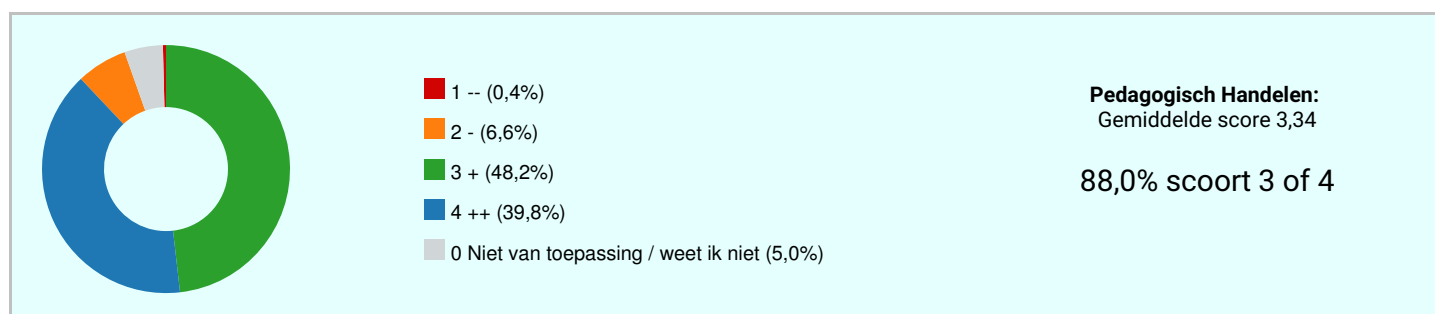 1 -- (0,4%)
2 - (6,6%)
3 + (48,2%)
4 ++ (39,8%)
0 Niet van toepassing / weet ik niet (5,0%)
Pedagogisch Handelen:
Gemiddelde score 3,34
88,0% scoort 3 of 4